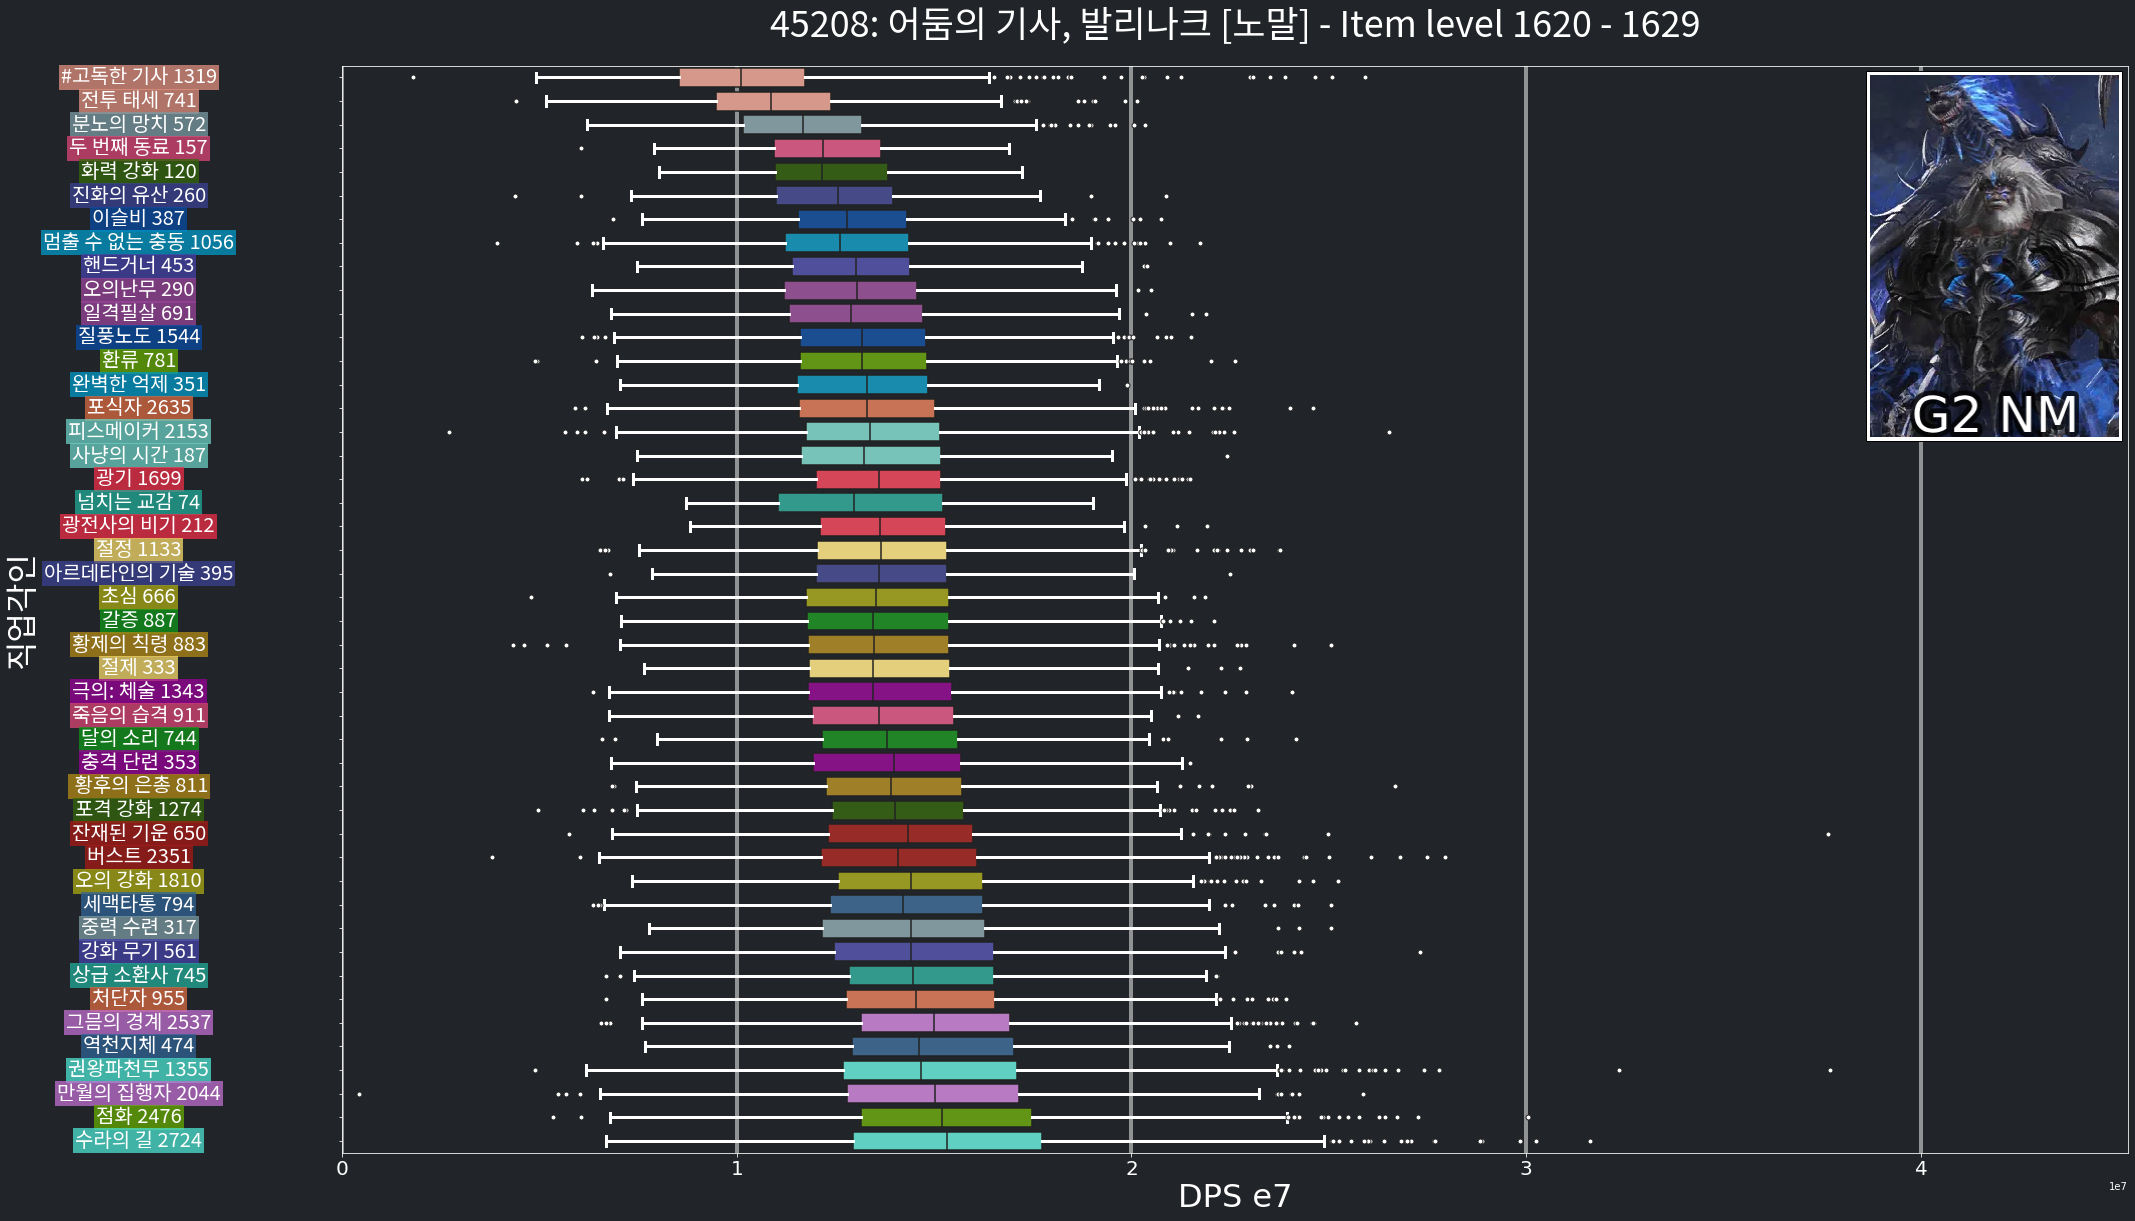 45208: 어둠의 기사, 발리나크 [노말] - Item level 1620 - 1629
#고독한 기사 1319
전투 태세 741
분노의 망치 572
두 번째 동료 157
화력 강화 120
진화의 유산 260
이슬비 387
멈출 수 없는 충동 1056
핸드거너 453
오의난무 290
일격필살 691
질풍노도 1544
환류 781
완벽한 억제 351
포식자 2635
피스메이커 2153
사냥의 시간 187
광기 1699
넘치는 교감 74
광전사의 비기 212
절정 1133
아르데타인의 기술 395
초심 666
갈증 887
황제의 칙령 883
절제 333
극의: 체술 1343
죽음의 습격 911
달의 소리 744
충격 단련 353
황후의 은총 811
포격 강화 1274
잔재된 기운 650
버스트 2351
오의 강화 1810
세맥타통 794
중력 수련 317
강화 무기 561
상급 소환사 745
처단자 955
그믐의 경계 2537
역천지체 474
권왕파천무 1355
만월의 집행자 2044
점화 2476
수라의 길 2724
직업각인
G2 NM
0 1 2 3 4
DPS e7
1e7